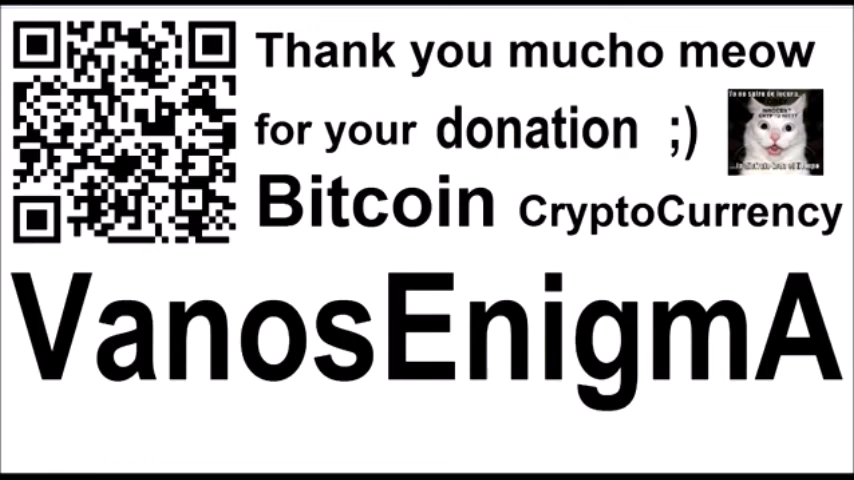 Thank you mucho meow
for your donation ;)
Bitcoin CryptoCurrency
VanosEnigmA